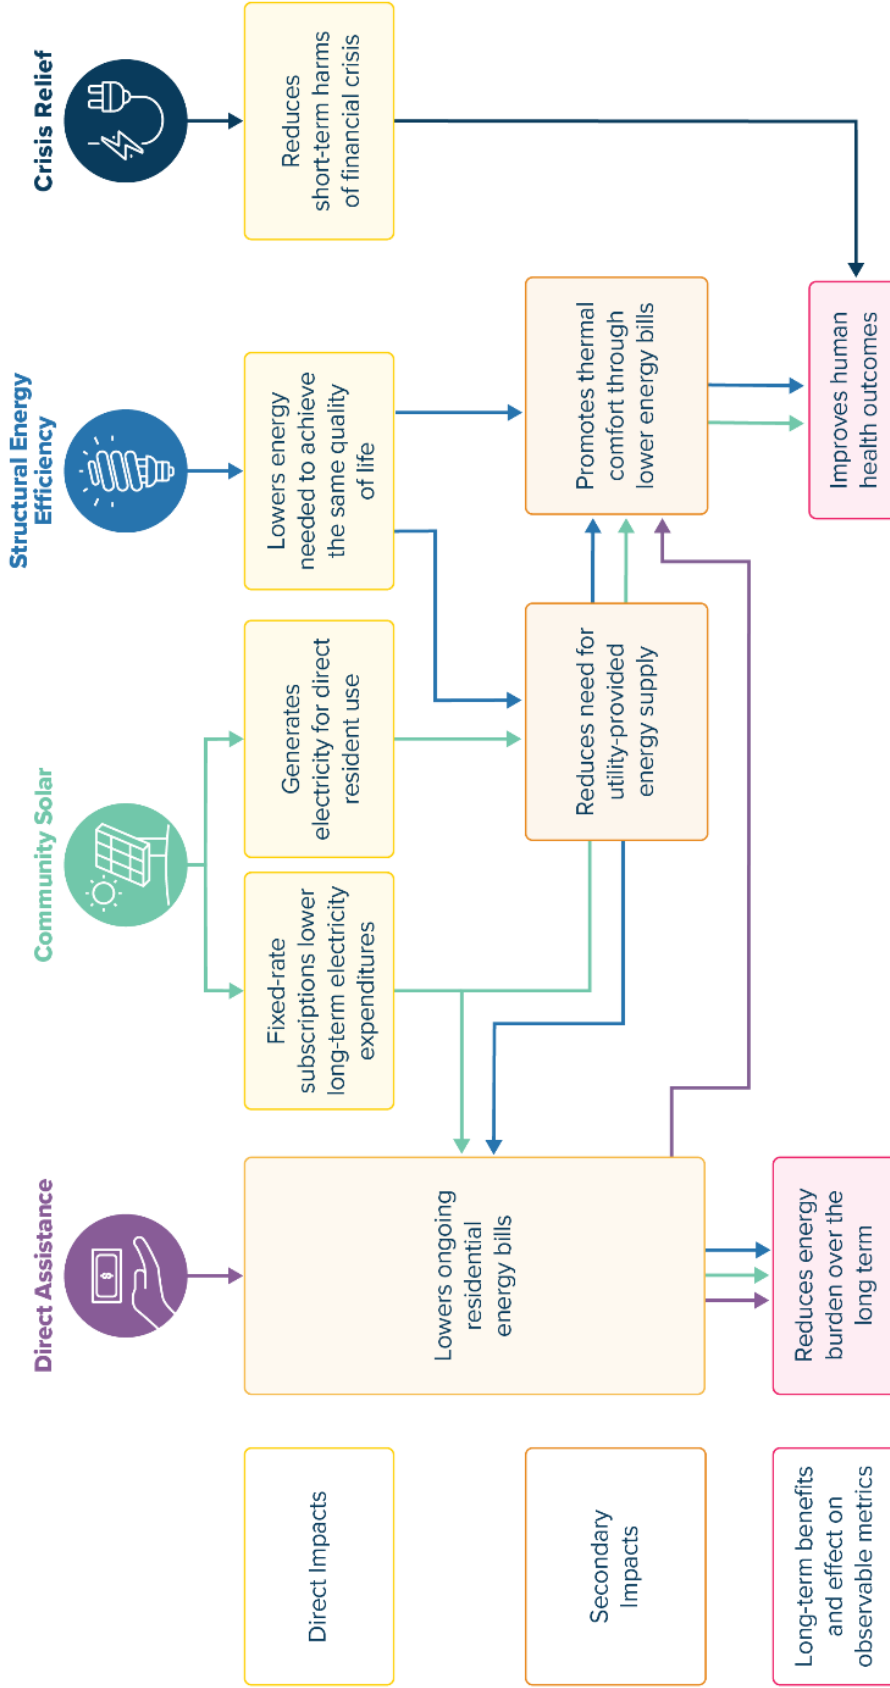 Direct Assistance
Community Solar
Structural Energy
Efficiency
Crisis Relief
$
Direct Impacts
Lowers ongoing
residential
energy bills
Fixed-rate
subscriptions lower
long-term electricity
expenditures
Generates
electricity for direct
resident use
Lowers energy
needed to achieve
the same quality
of life
Reduces
short-term harms
of financial crisis
Secondary
Impacts
Reduces need for
utility-provided
energy supply
Promotes thermal
comfort through
lower energy bills
Long-term benefits
and effect on
observable metrics
Reduces energy
burden over the
long term
Improves human
health outcomes